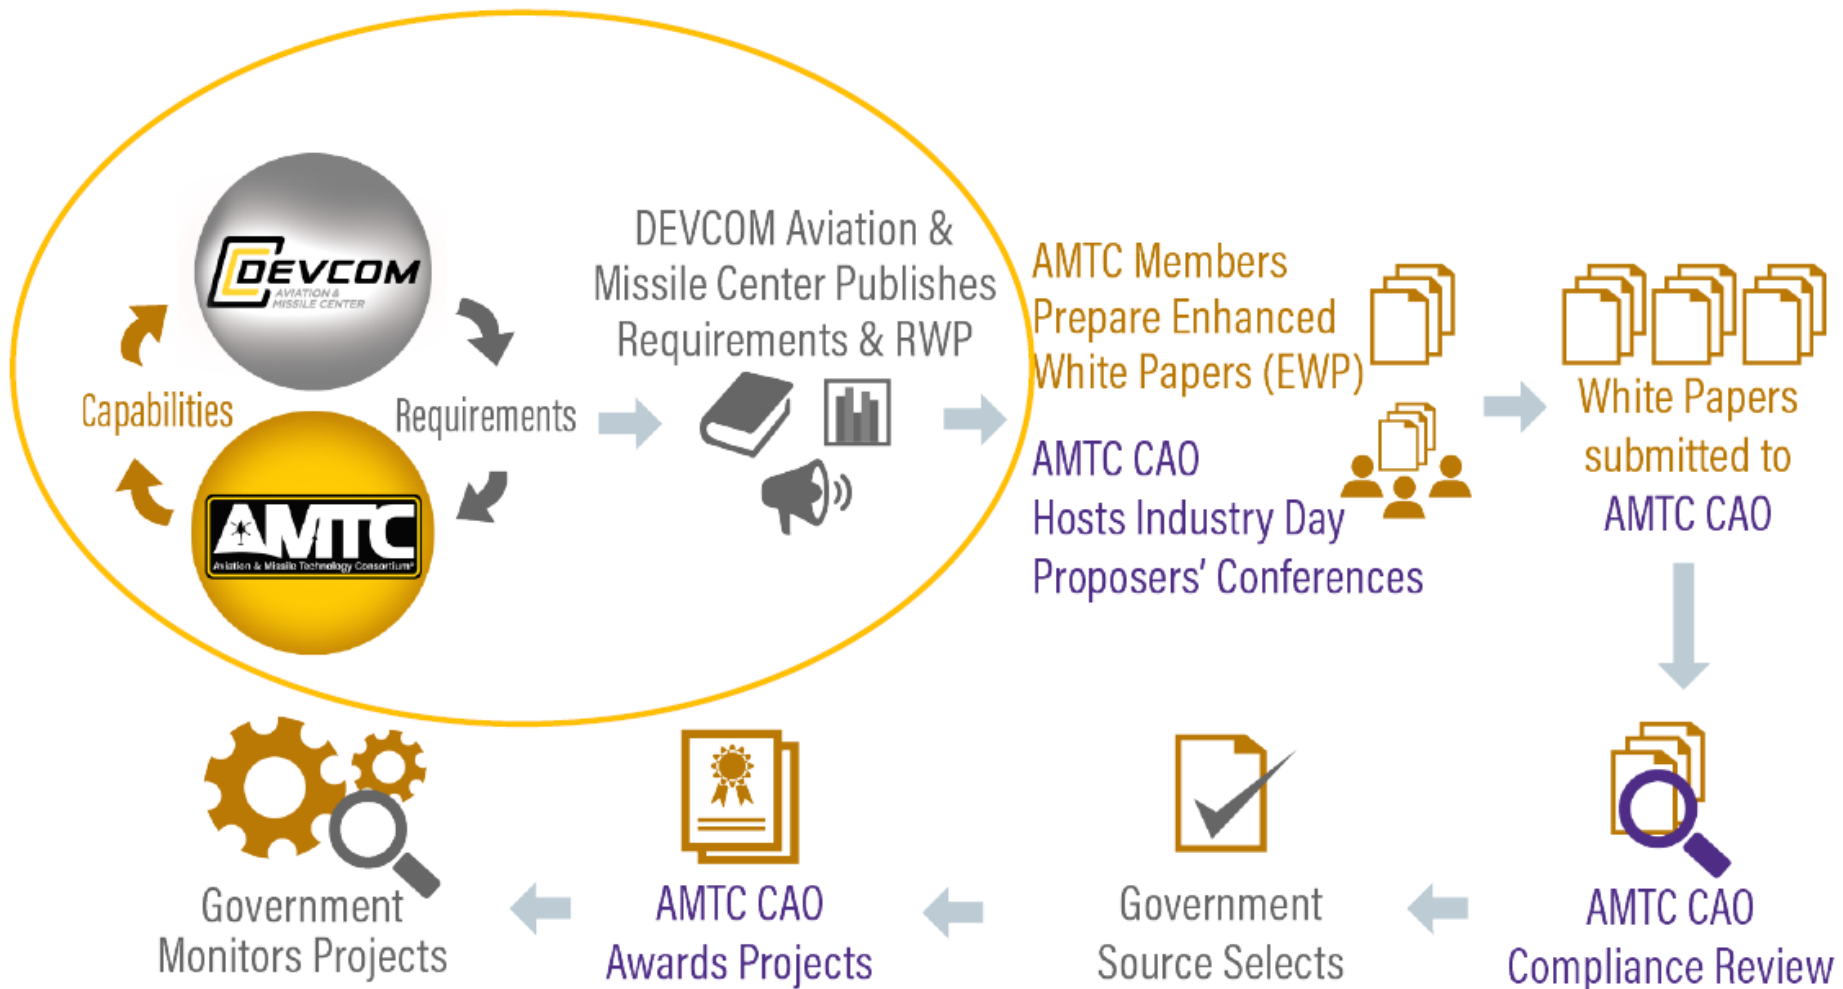 DEVCOM
AVIATION &
MISSILE CENTER
Capabilities
Requirements
AMTC
Aviation & Missile Technology Consortium®
DEVCOM Aviation &
Missile Center Publishes
Requirements & RWP
AMTC Members
Prepare Enhanced
White Papers (EWP)
AMTC CAO
Hosts Industry Day
Proposers’ Conferences
White Papers
submitted to
AMTC CAO
AMTC CAO
Compliance Review
Government
Source Selects
AMTC CAO
Awards Projects
Government
Monitors Projects